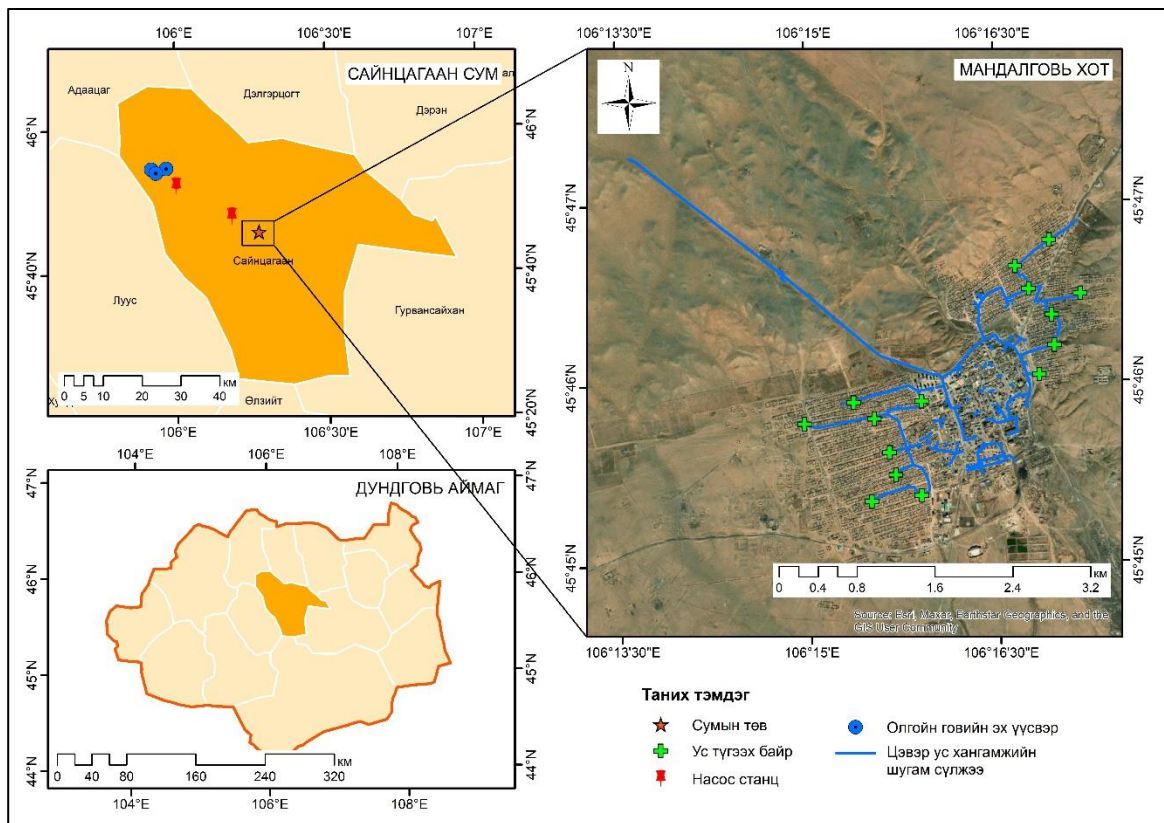 106°0'E 106°30'E 107°0'E
САЙНЦАГААН СУМ
Адаацаг
Дэлгэрцогт
ал
Дэрэн
46°N
46°N
Сайнцагаан
45°40'N
45°40'N
Луус
Гурвансайхан
0 5 10 20 30 40
КМ
Өлзийт
45°20'N
106°E 106°30'E 107°E
104°E 106°E 108°E
ДУНДГОВЬ АЙМАГ
47°N
47°N
46°N
46°N
45°N
45°N
0 40 80 160 240 320
КМ
44°N
44°N
104°E 106°E 108°E
106°13'30"E 106°15'E 106°16'30"E
N
МАНДАЛГОВЬ ХОТ
45°47'N
45°47'N
45°46'N
45°46'N
45°45'N
45°45'N
0 0.4 0.8 1.6 2.4 3.2
КМ
Source: Esri, Maxar, Earthstar Geographics, and the
GIS User Community
106°13'30"E 106°15'E 106°16'30"E
Таних тэмдэг
Сумын төв
Ус түгээх байр
Насос станц
Олгойн говийн эх үүсвэр
Цэвэр ус хангамжийн
шугам сүлжээ